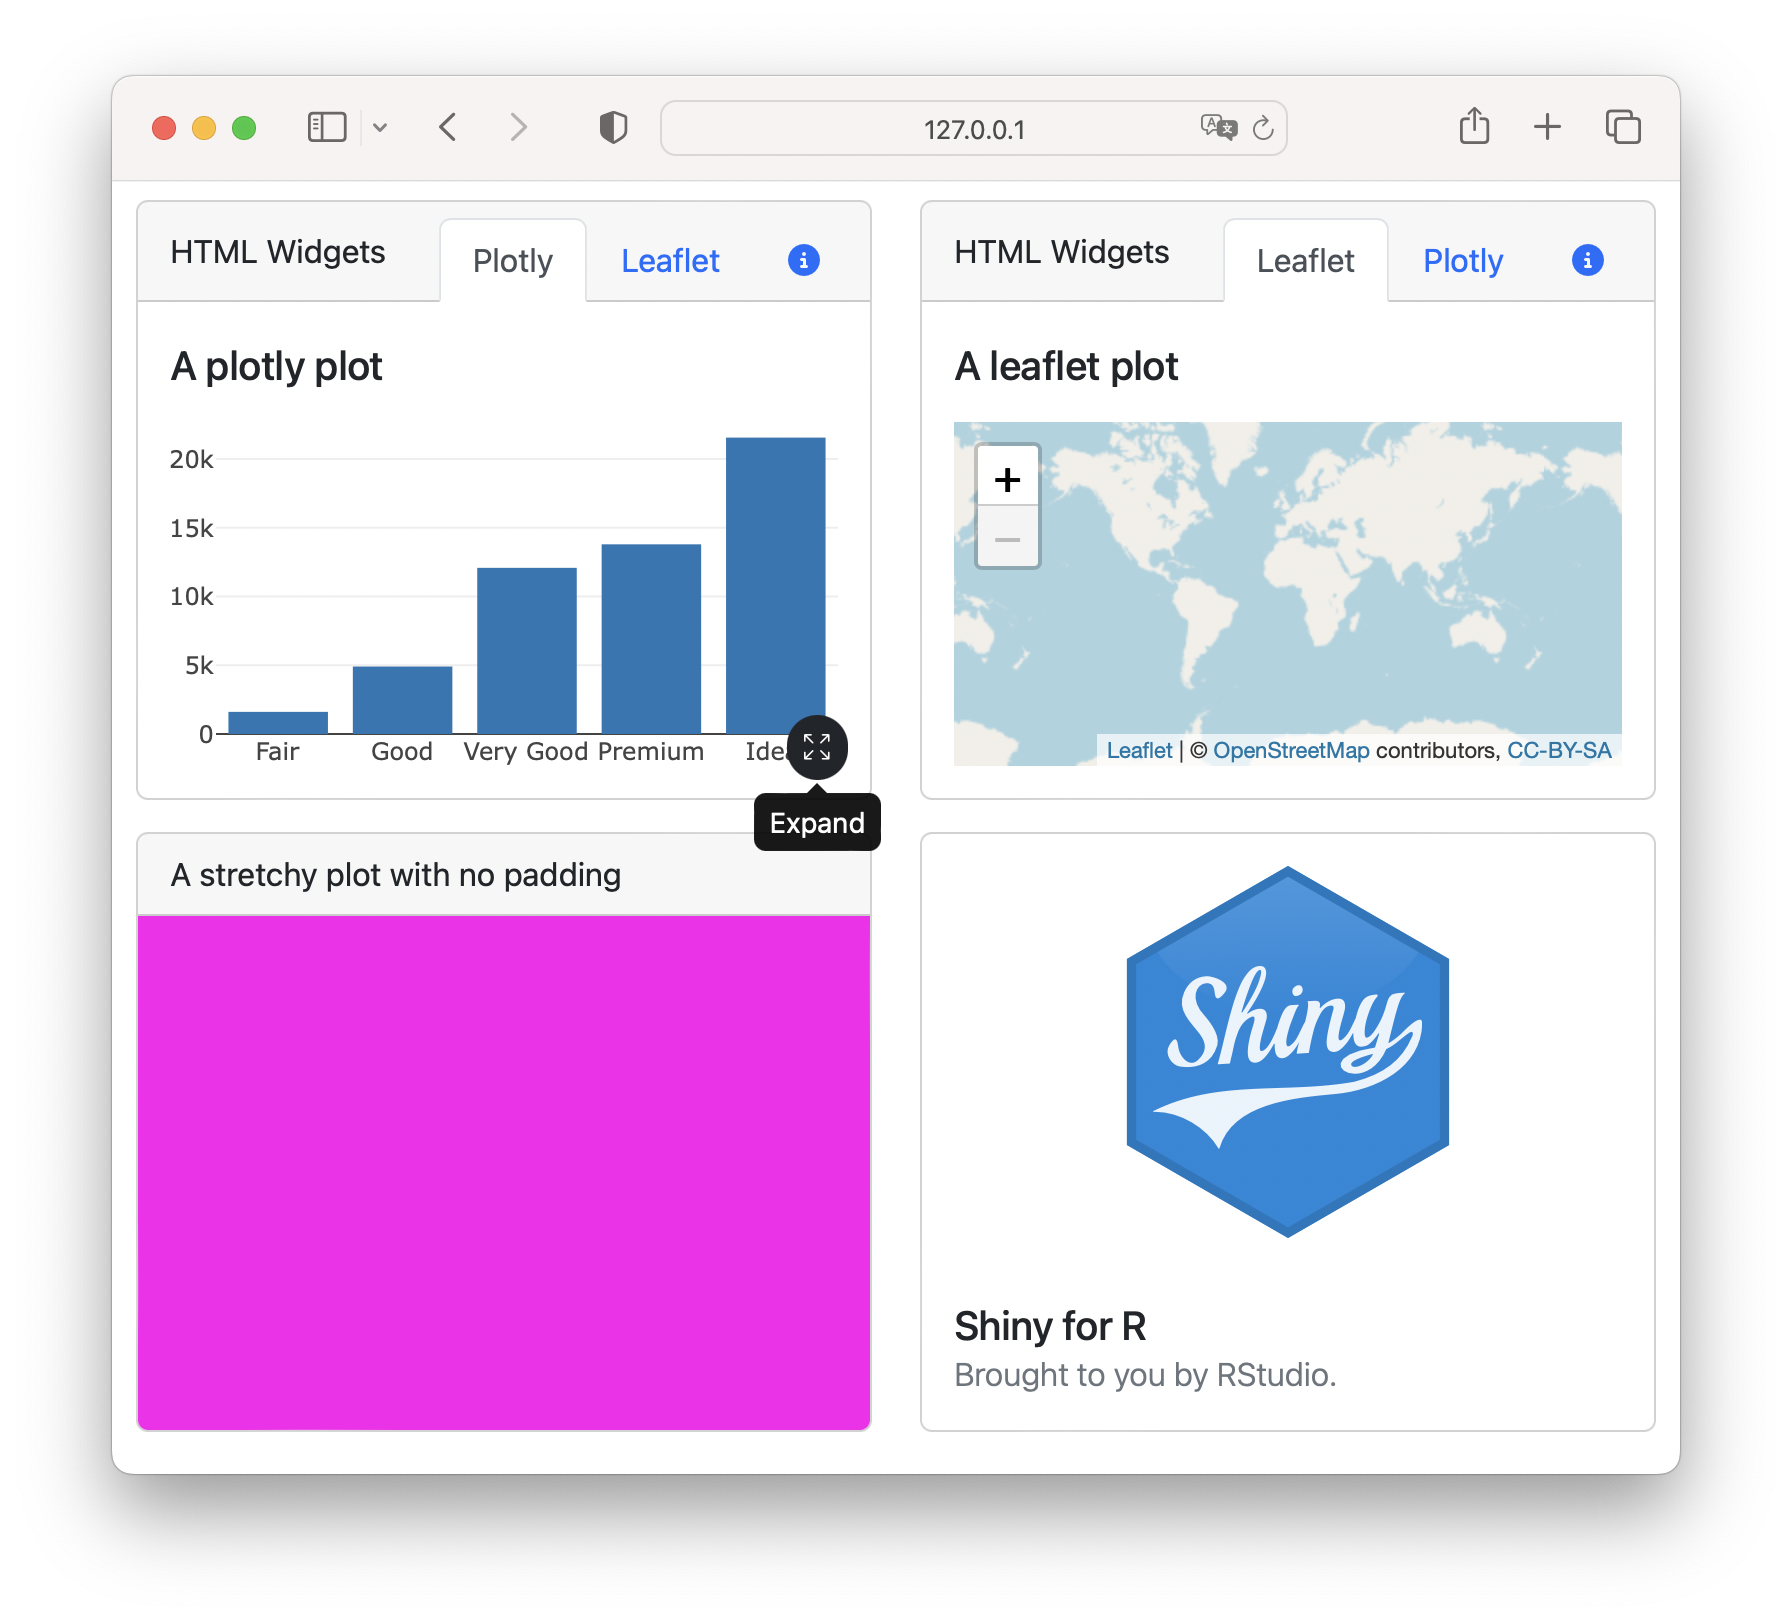 127.0.0.1
HTML Widgets
Plotly
Leaflet
A plotly plot
20k
15k
10k
5k
0
Fair
Good
Very Good
Premium
Idea
Expand
HTML Widgets
Leaflet
Plotly
A leaflet plot
+
−
Leaflet | © OpenStreetMap contributors, CC-BY-SA
A stretchy plot with no padding
Shiny
Shiny for R
Brought to you by RStudio.